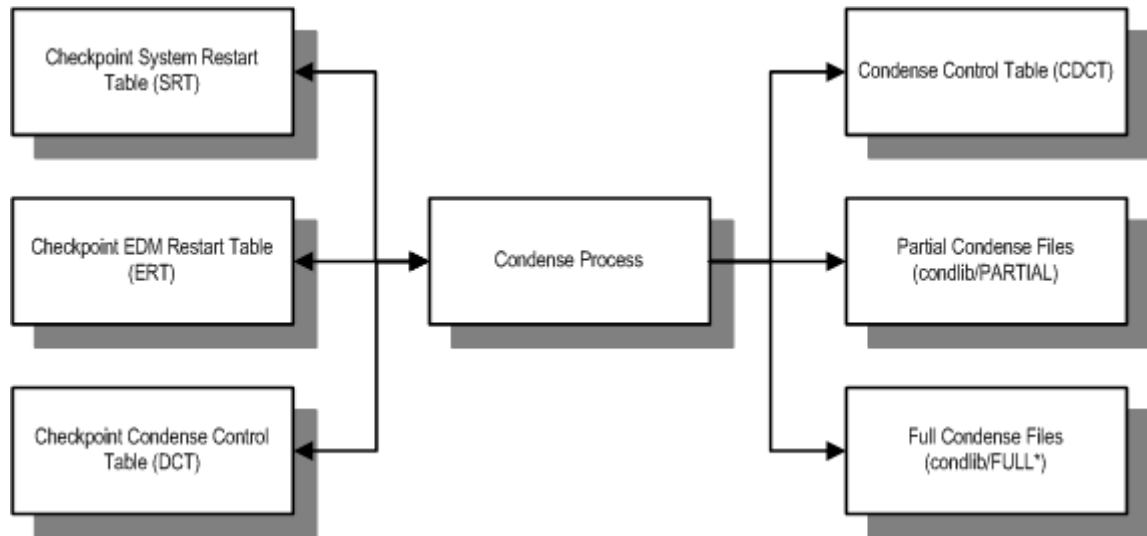 Checkpoint System Restart
Table (SRT)
Condense Control Table (CDCT)
Checkpoint EDM Restart Table
(ERT)
Condense Process
Partial Condense Files
(condlib/PARTIAL)
Checkpoint Condense Control
Table (DCT)
Full Condense Files
(condlib/FULL*)